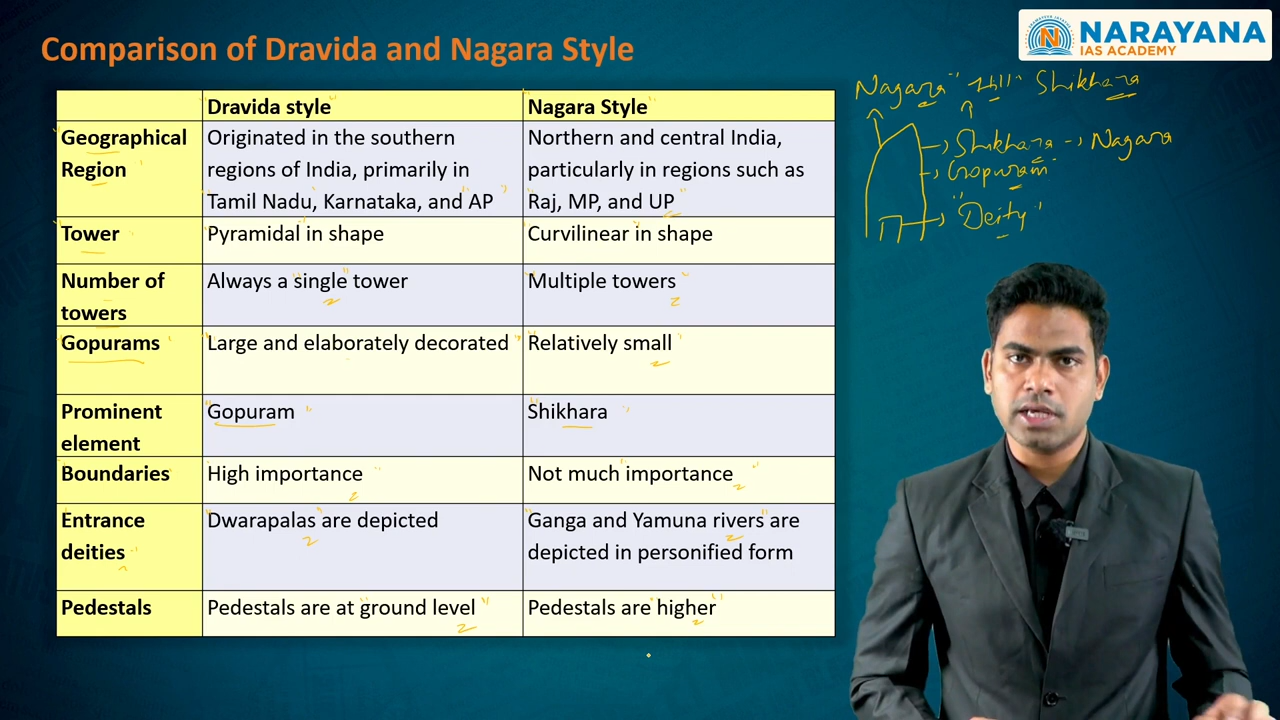 Comparison of Dravida and Nagara Style
NARAYANA
IAS ACADEMY
Dravida style
Nagara Style
Geographical
Region
Originated in the southern
regions of India, primarily in
Tamil Nadu, Karnataka, and AP
Northern and central India,
particularly in regions such as
Raj, MP, and UP
Tower
Pyramidal in shape
Curvilinear in shape
Number of
towers
Always a single tower
Multiple towers
Gopurams
Large and elaborately decorated
Relatively small
Prominent
element
Gopuram
Shikhara
Boundaries
High importance
Not much importance
Entrance
deities
Dwarapalas are depicted
Ganga and Yamuna rivers are
depicted in personified form
Pedestals
Pedestals are at ground level
Pedestals are higher
Nagara Hill Shikhara
Shikhara → Nagara
Gopuram
"Deity"